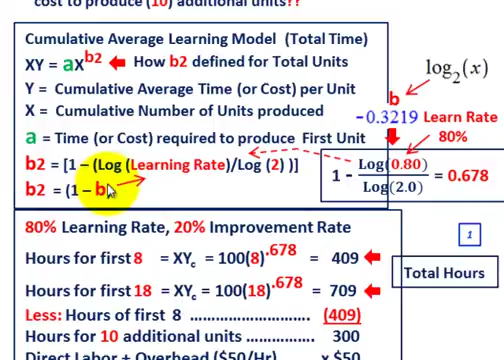 cost to produce (10) additional units??
Cumulative Average Learning Model (Total Time)
XY = aX^b2 How b2 defined for Total Units
log2(x)
Y = Cumulative Average Time (or Cost) per Unit
b
X = Cumulative Number of Units produced
-0.3219 Learn Rate
80%
a = Time (or Cost) required to produce First Unit
b2 = [1 – (Log (Learning Rate)/Log (2) )]
1 - Log(0.80)/Log(2.0) = 0.678
b2 = (1 – b
80% Learning Rate, 20% Improvement Rate
1
Hours for first 8 = XYc = 100(8)^.678 = 409
Total Hours
Hours for first 18 = XYc = 100(18)^.678 = 709
Less: Hours of first 8 ............................ (409)
Hours for 10 additional units ................ 300
Direct Labor + Overhead ($50/Hr) x $50